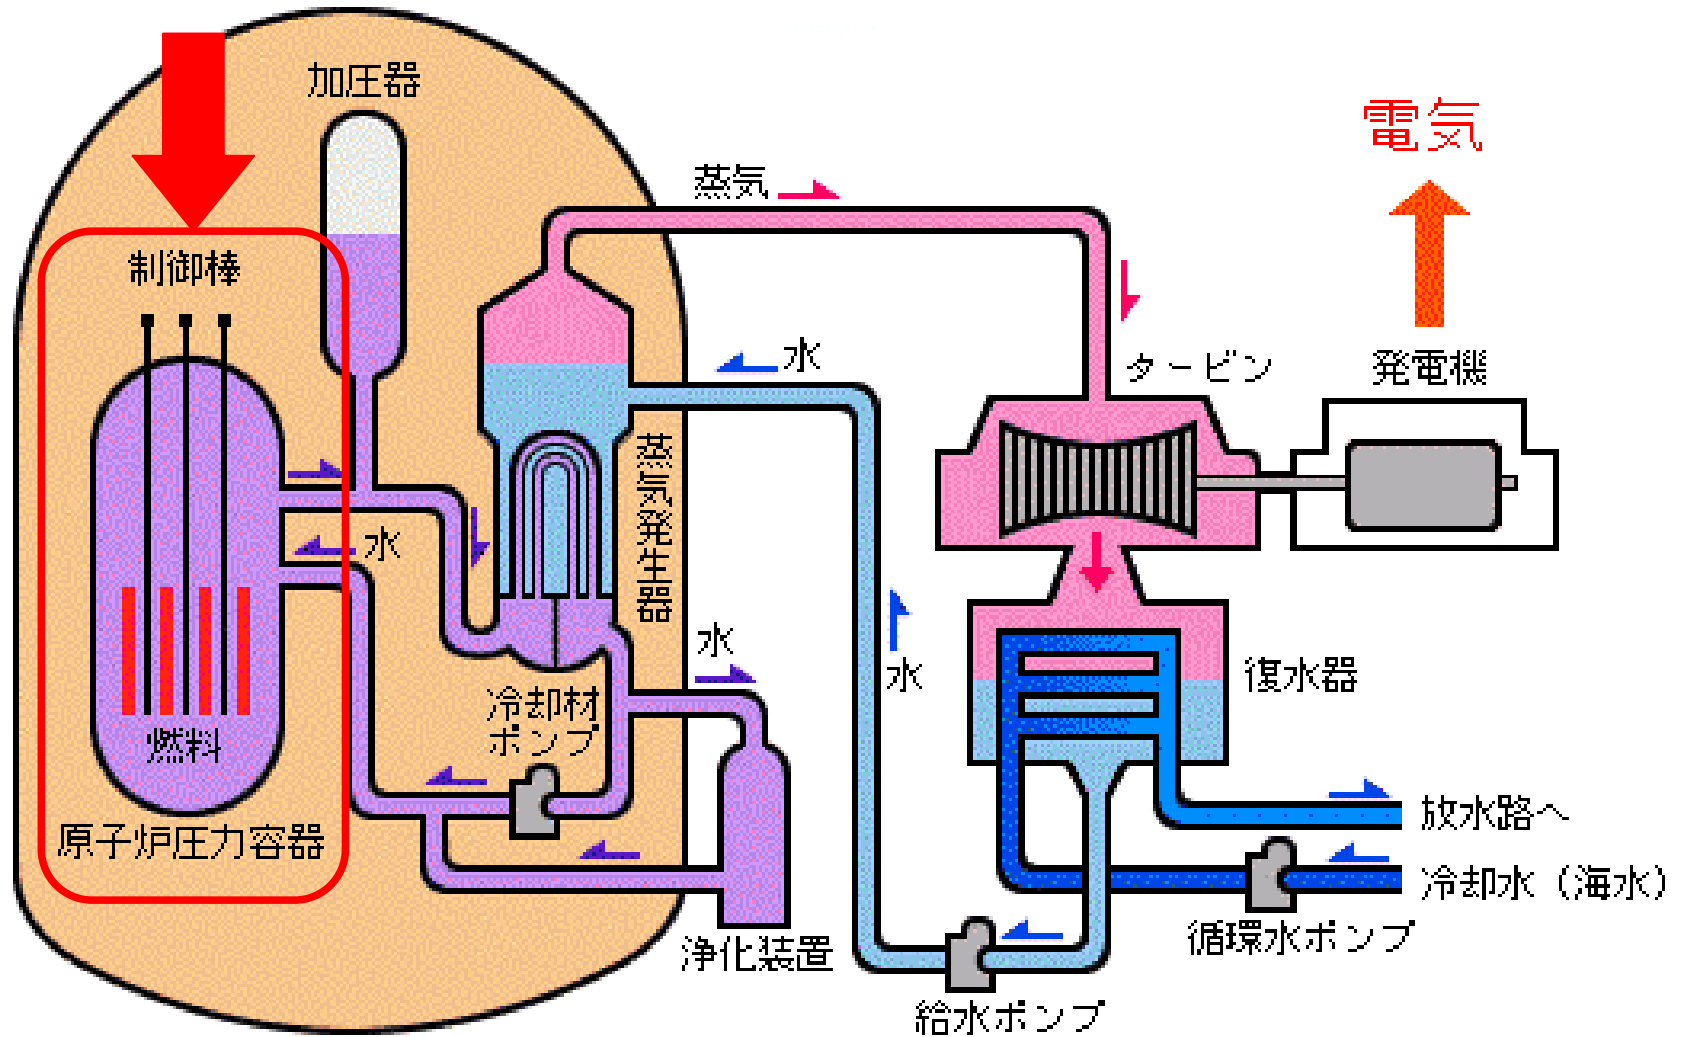 加圧器
電気
蒸気
制御棒
水
タービン
発電機
蒸気発生器
水
水
水
復水器
冷却材
ポンプ
燃料
原子炉圧力容器
放水路へ
冷却水（海水）
循環水ポンプ
浄化装置
給水ポンプ